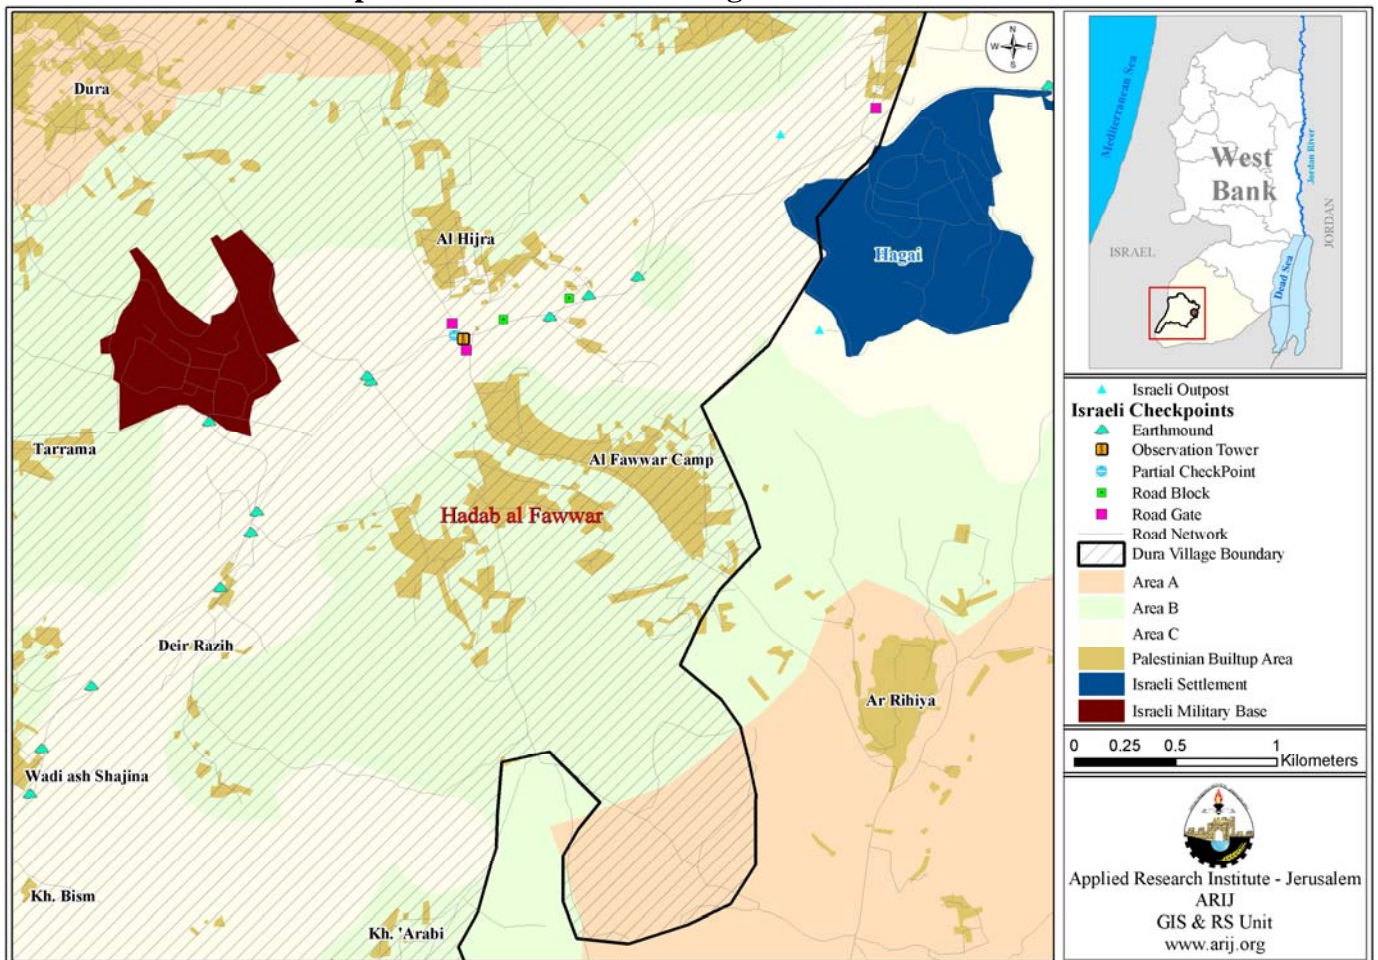 Dura
Al Hijra
Hagai
Tarrama
Al Fawwar Camp
Hadab al Fawwar
Deir Razih
Ar Rihiya
Wadi ash Shajina
Kh. Bism
Kh. 'Arabi
N
W
E
S
Mediterranean Sea
West
Bank
Jordan River
JORDAN
ISRAEL
Dead Sea
Israeli Outpost
Israeli Checkpoints
Earthmound
Observation Tower
Partial CheckPoint
Road Block
Road Gate
Road Network
Dura Village Boundary
Area A
Area B
Area C
Palestinian Builtup Area
Israeli Settlement
Israeli Military Base
0 0.25 0.5 1
Kilometers
Applied Research Institute - Jerusalem
ARIJ
GIS & RS Unit
www.arij.org